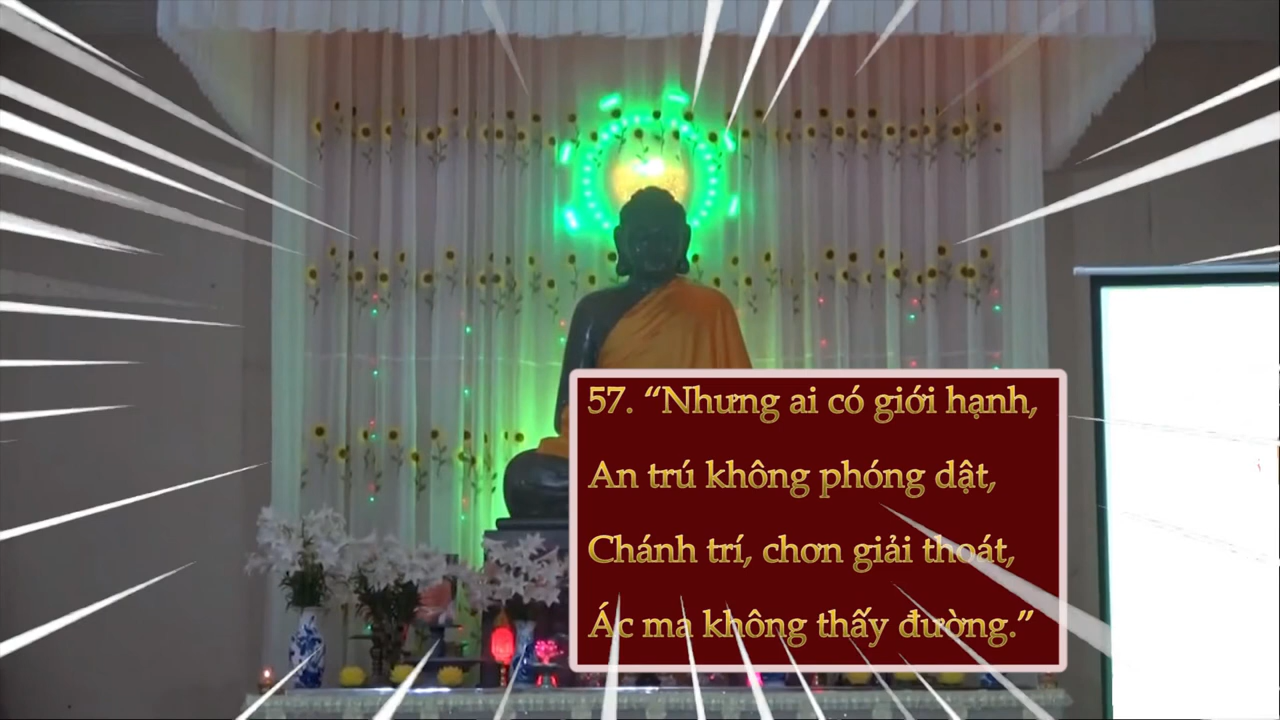 57. “Nhưng ai có giới hạnh,
An trú không phóng dật,
Chánh trí, chơn giải thoát,
Ác ma không thấy đường.”